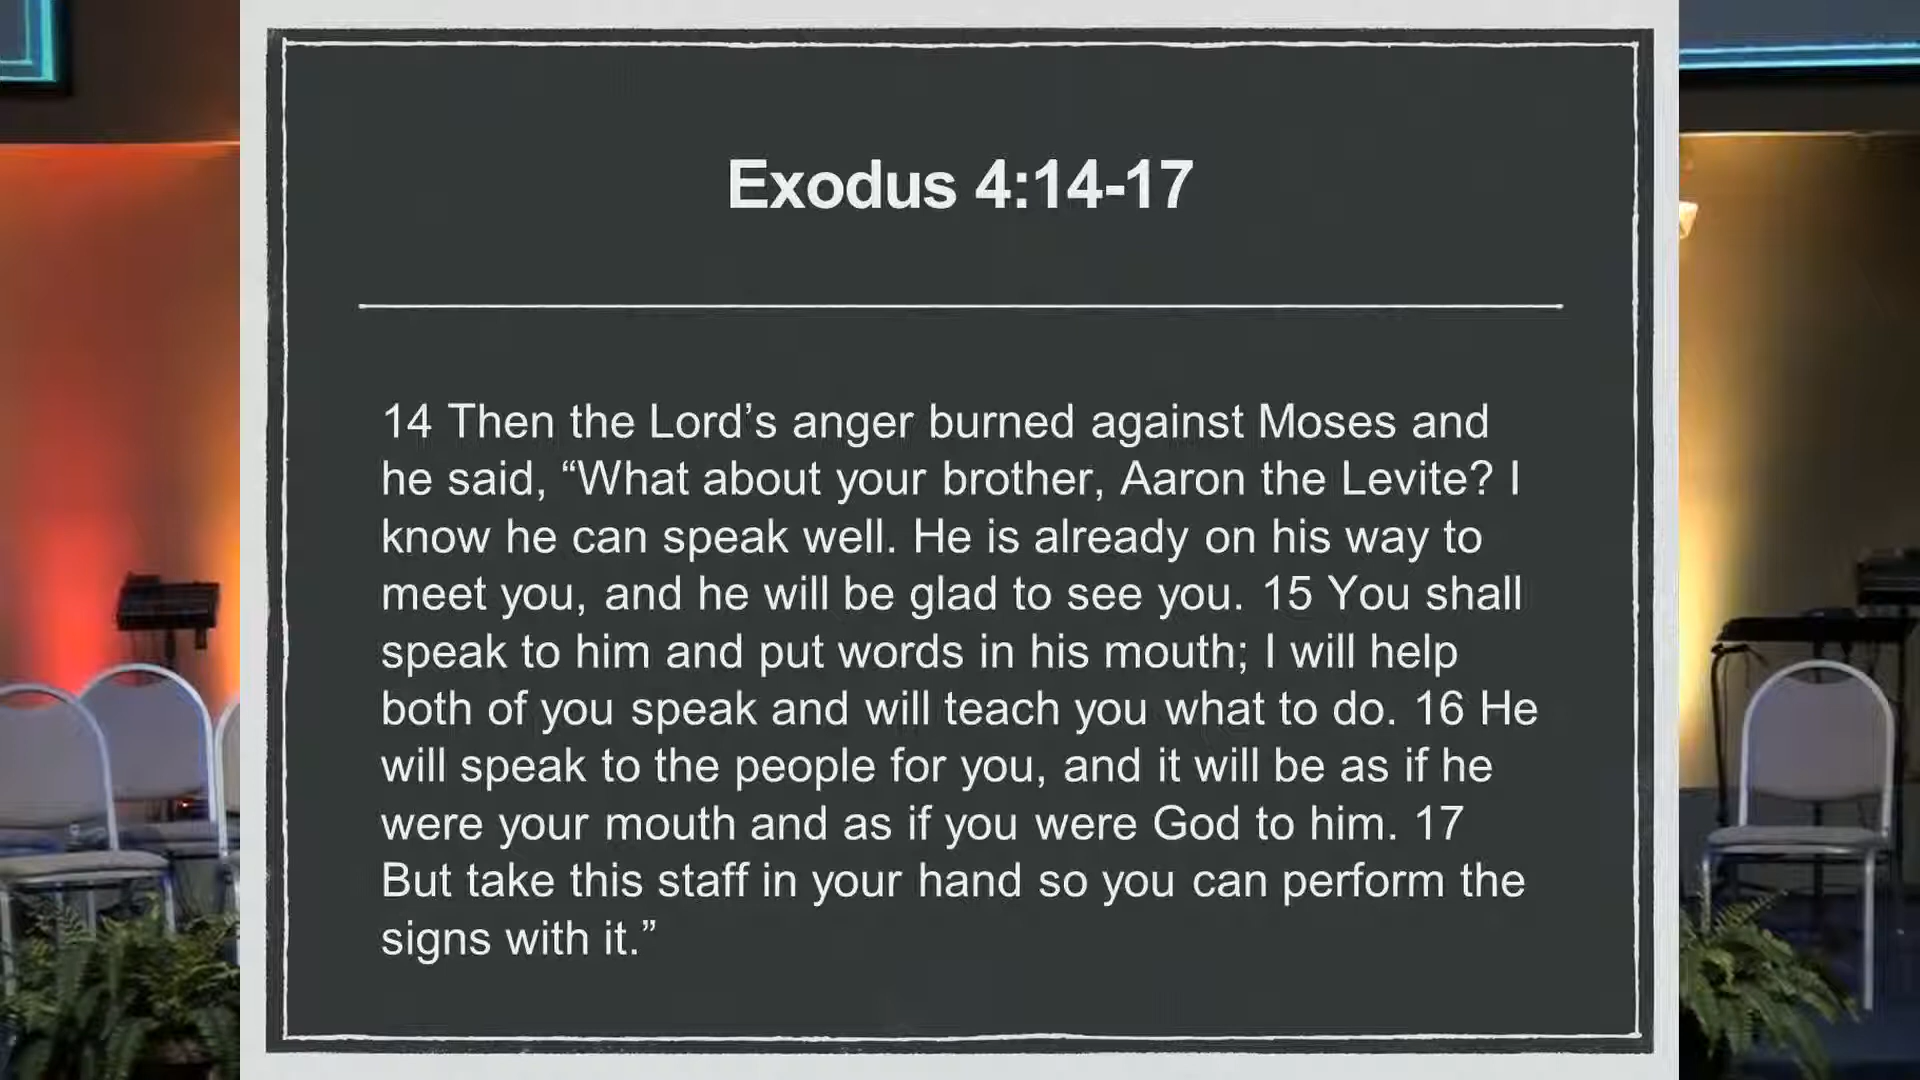 Exodus 4:14-17
14 Then the Lord’s anger burned against Moses and
he said, “What about your brother, Aaron the Levite? I
know he can speak well. He is already on his way to
meet you, and he will be glad to see you. 15 You shall
speak to him and put words in his mouth; I will help
both of you speak and will teach you what to do. 16 He
will speak to the people for you, and it will be as if he
were your mouth and as if you were God to him. 17
But take this staff in your hand so you can perform the
signs with it.”